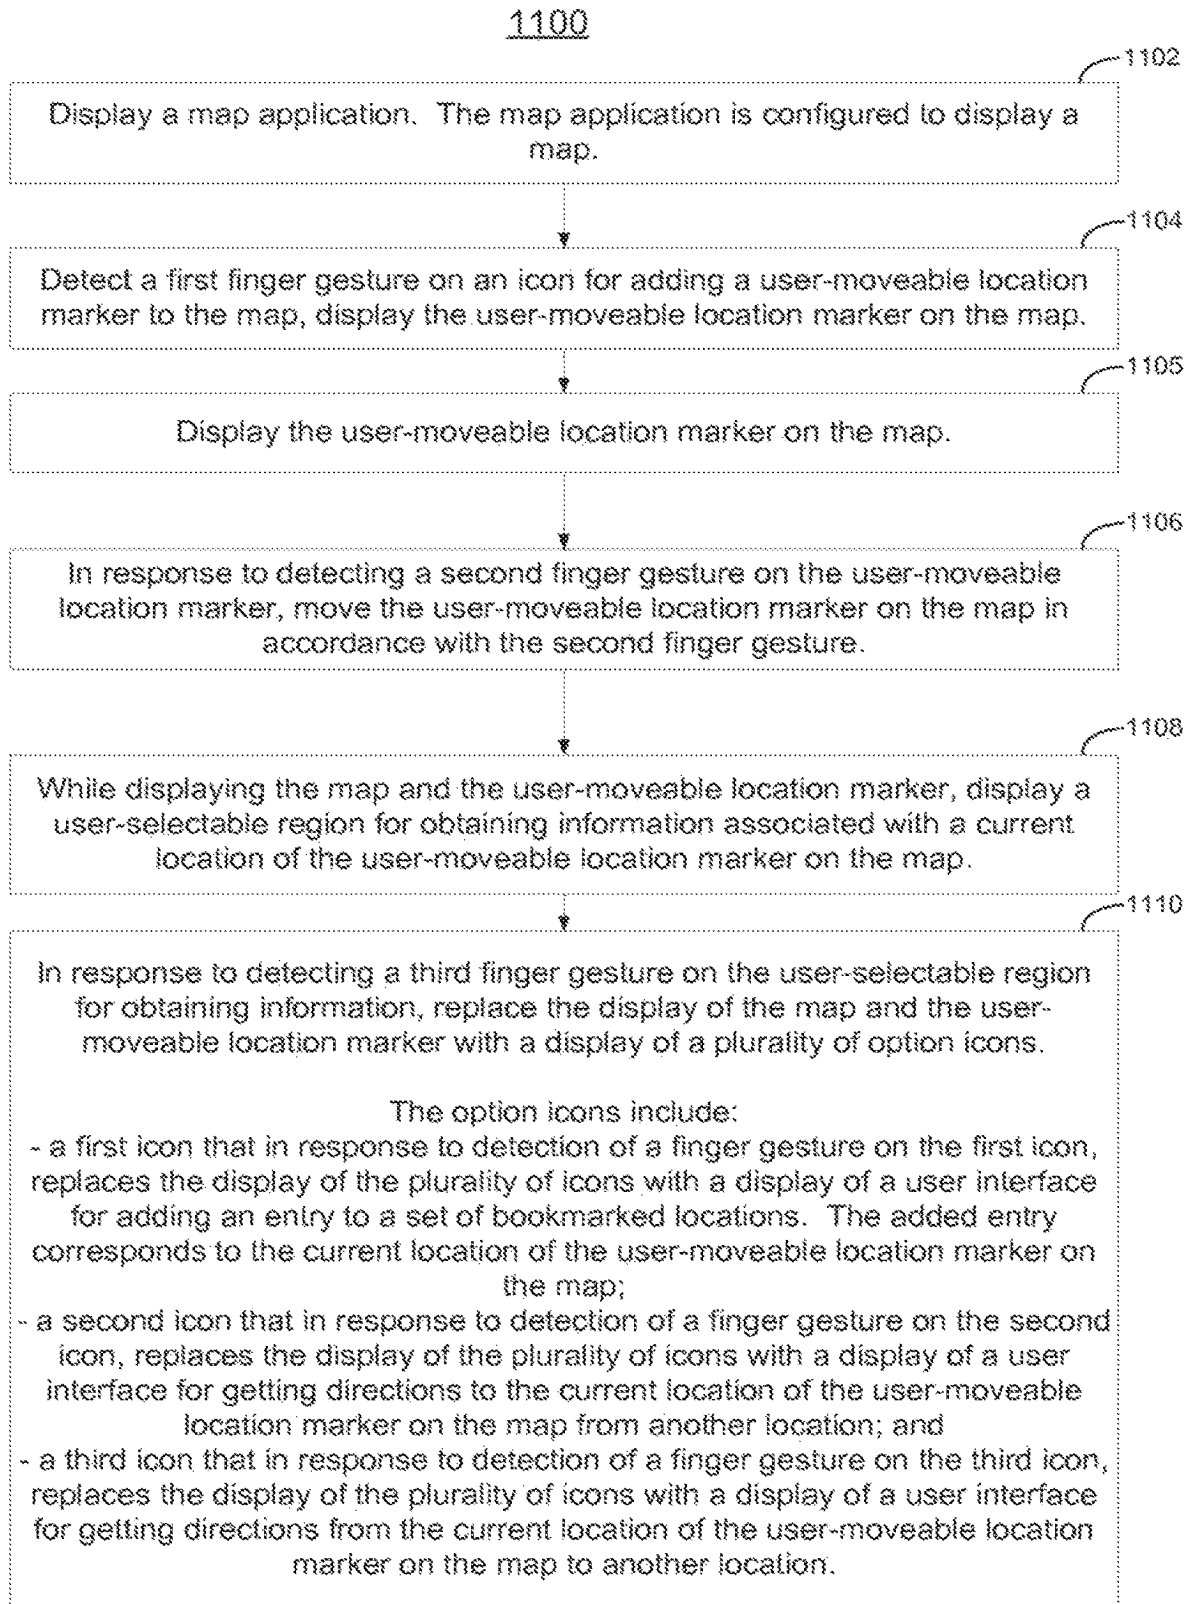 1100
1102
Display a map application. The map application is configured to display a
map.
1104
Detect a first finger gesture on an icon for adding a user-moveable location
marker to the map, display the user-moveable location marker on the map.
1105
Display the user-moveable location marker on the map.
1106
In response to detecting a second finger gesture on the user-moveable
location marker, move the user-moveable location marker on the map in
accordance with the second finger gesture.
1108
While displaying the map and the user-moveable location marker, display a
user-selectable region for obtaining information associated with a current
location of the user-moveable location marker on the map.
1110
In response to detecting a third finger gesture on the user-selectable region
for obtaining information, replace the display of the map and the user-
moveable location marker with a display of a plurality of option icons.
The option icons include:
- a first icon that in response to detection of a finger gesture on the first icon,
replaces the display of the plurality of icons with a display of a user interface
for adding an entry to a set of bookmarked locations. The added entry
corresponds to the current location of the user-moveable location marker on
the map;
- a second icon that in response to detection of a finger gesture on the second
icon, replaces the display of the plurality of icons with a display of a user
interface for getting directions to the current location of the user-moveable
location marker on the map from another location; and
- a third icon that in response to detection of a finger gesture on the third icon,
replaces the display of the plurality of icons with a display of a user interface
for getting directions from the current location of the user-moveable location
marker on the map to another location.